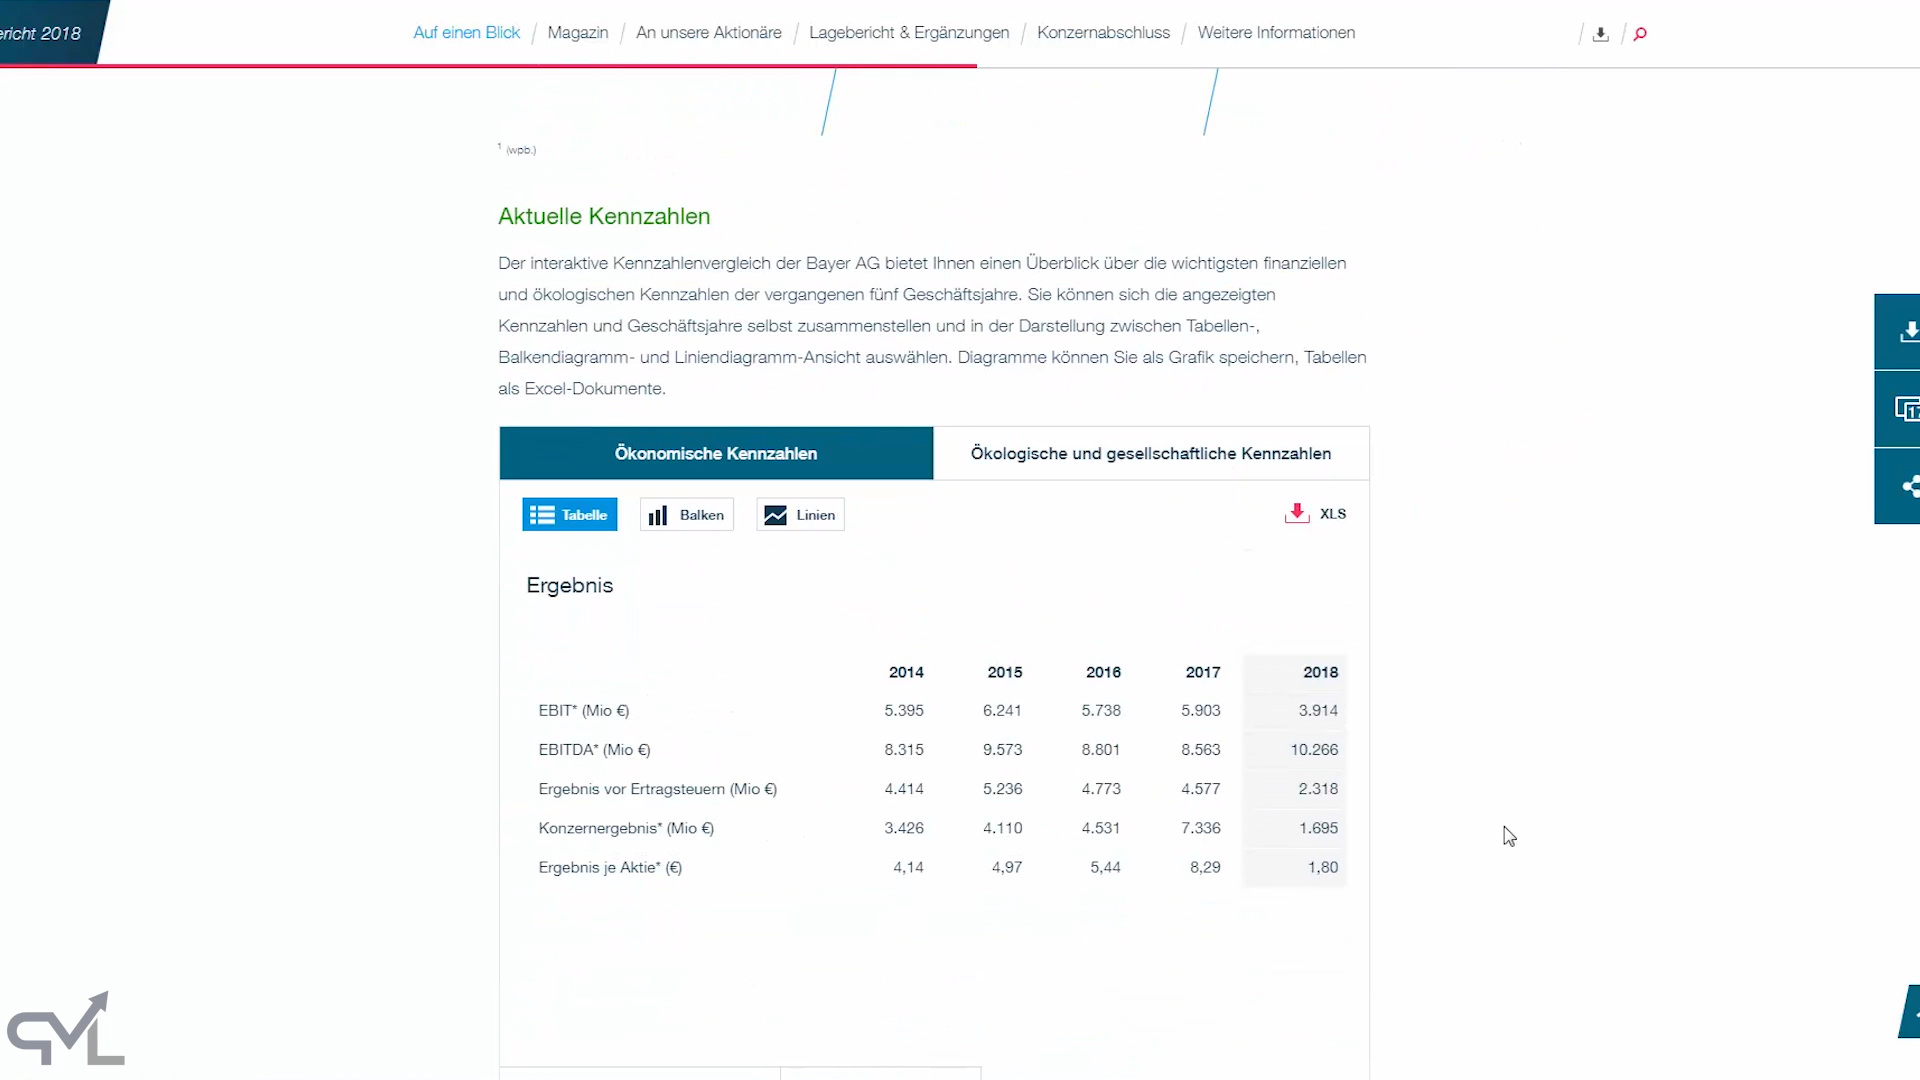 ericht 2018
Auf einen Blick / Magazin / An unsere Aktionäre / Lagebericht & Ergänzungen / Konzernabschluss / Weitere Informationen
1 (wpb.)
Aktuelle Kennzahlen
Der interaktive Kennzahlenvergleich der Bayer AG bietet Ihnen einen Überblick über die wichtigsten finanziellen
und ökologischen Kennzahlen der vergangenen fünf Geschäftsjahre. Sie können sich die angezeigten
Kennzahlen und Geschäftsjahre selbst zusammenstellen und in der Darstellung zwischen Tabellen-,
Balkendiagramm- und Liniendiagramm-Ansicht auswählen. Diagramme können Sie als Grafik speichern, Tabellen
als Excel-Dokumente.
Ökonomische Kennzahlen
Ökologische und gesellschaftliche Kennzahlen
Tabelle Balken Linien XLS
Ergebnis
2014 2015 2016 2017 2018
EBIT* (Mio €) 5.395 6.241 5.738 5.903 3.914
EBITDA* (Mio €) 8.315 9.573 8.801 8.563 10.266
Ergebnis vor Ertragsteuern (Mio €) 4.414 5.236 4.773 4.577 2.318
Konzernergebnis* (Mio €) 3.426 4.110 4.531 7.336 1.695
Ergebnis je Aktie* (€) 4,14 4,97 5,44 8,29 1,80